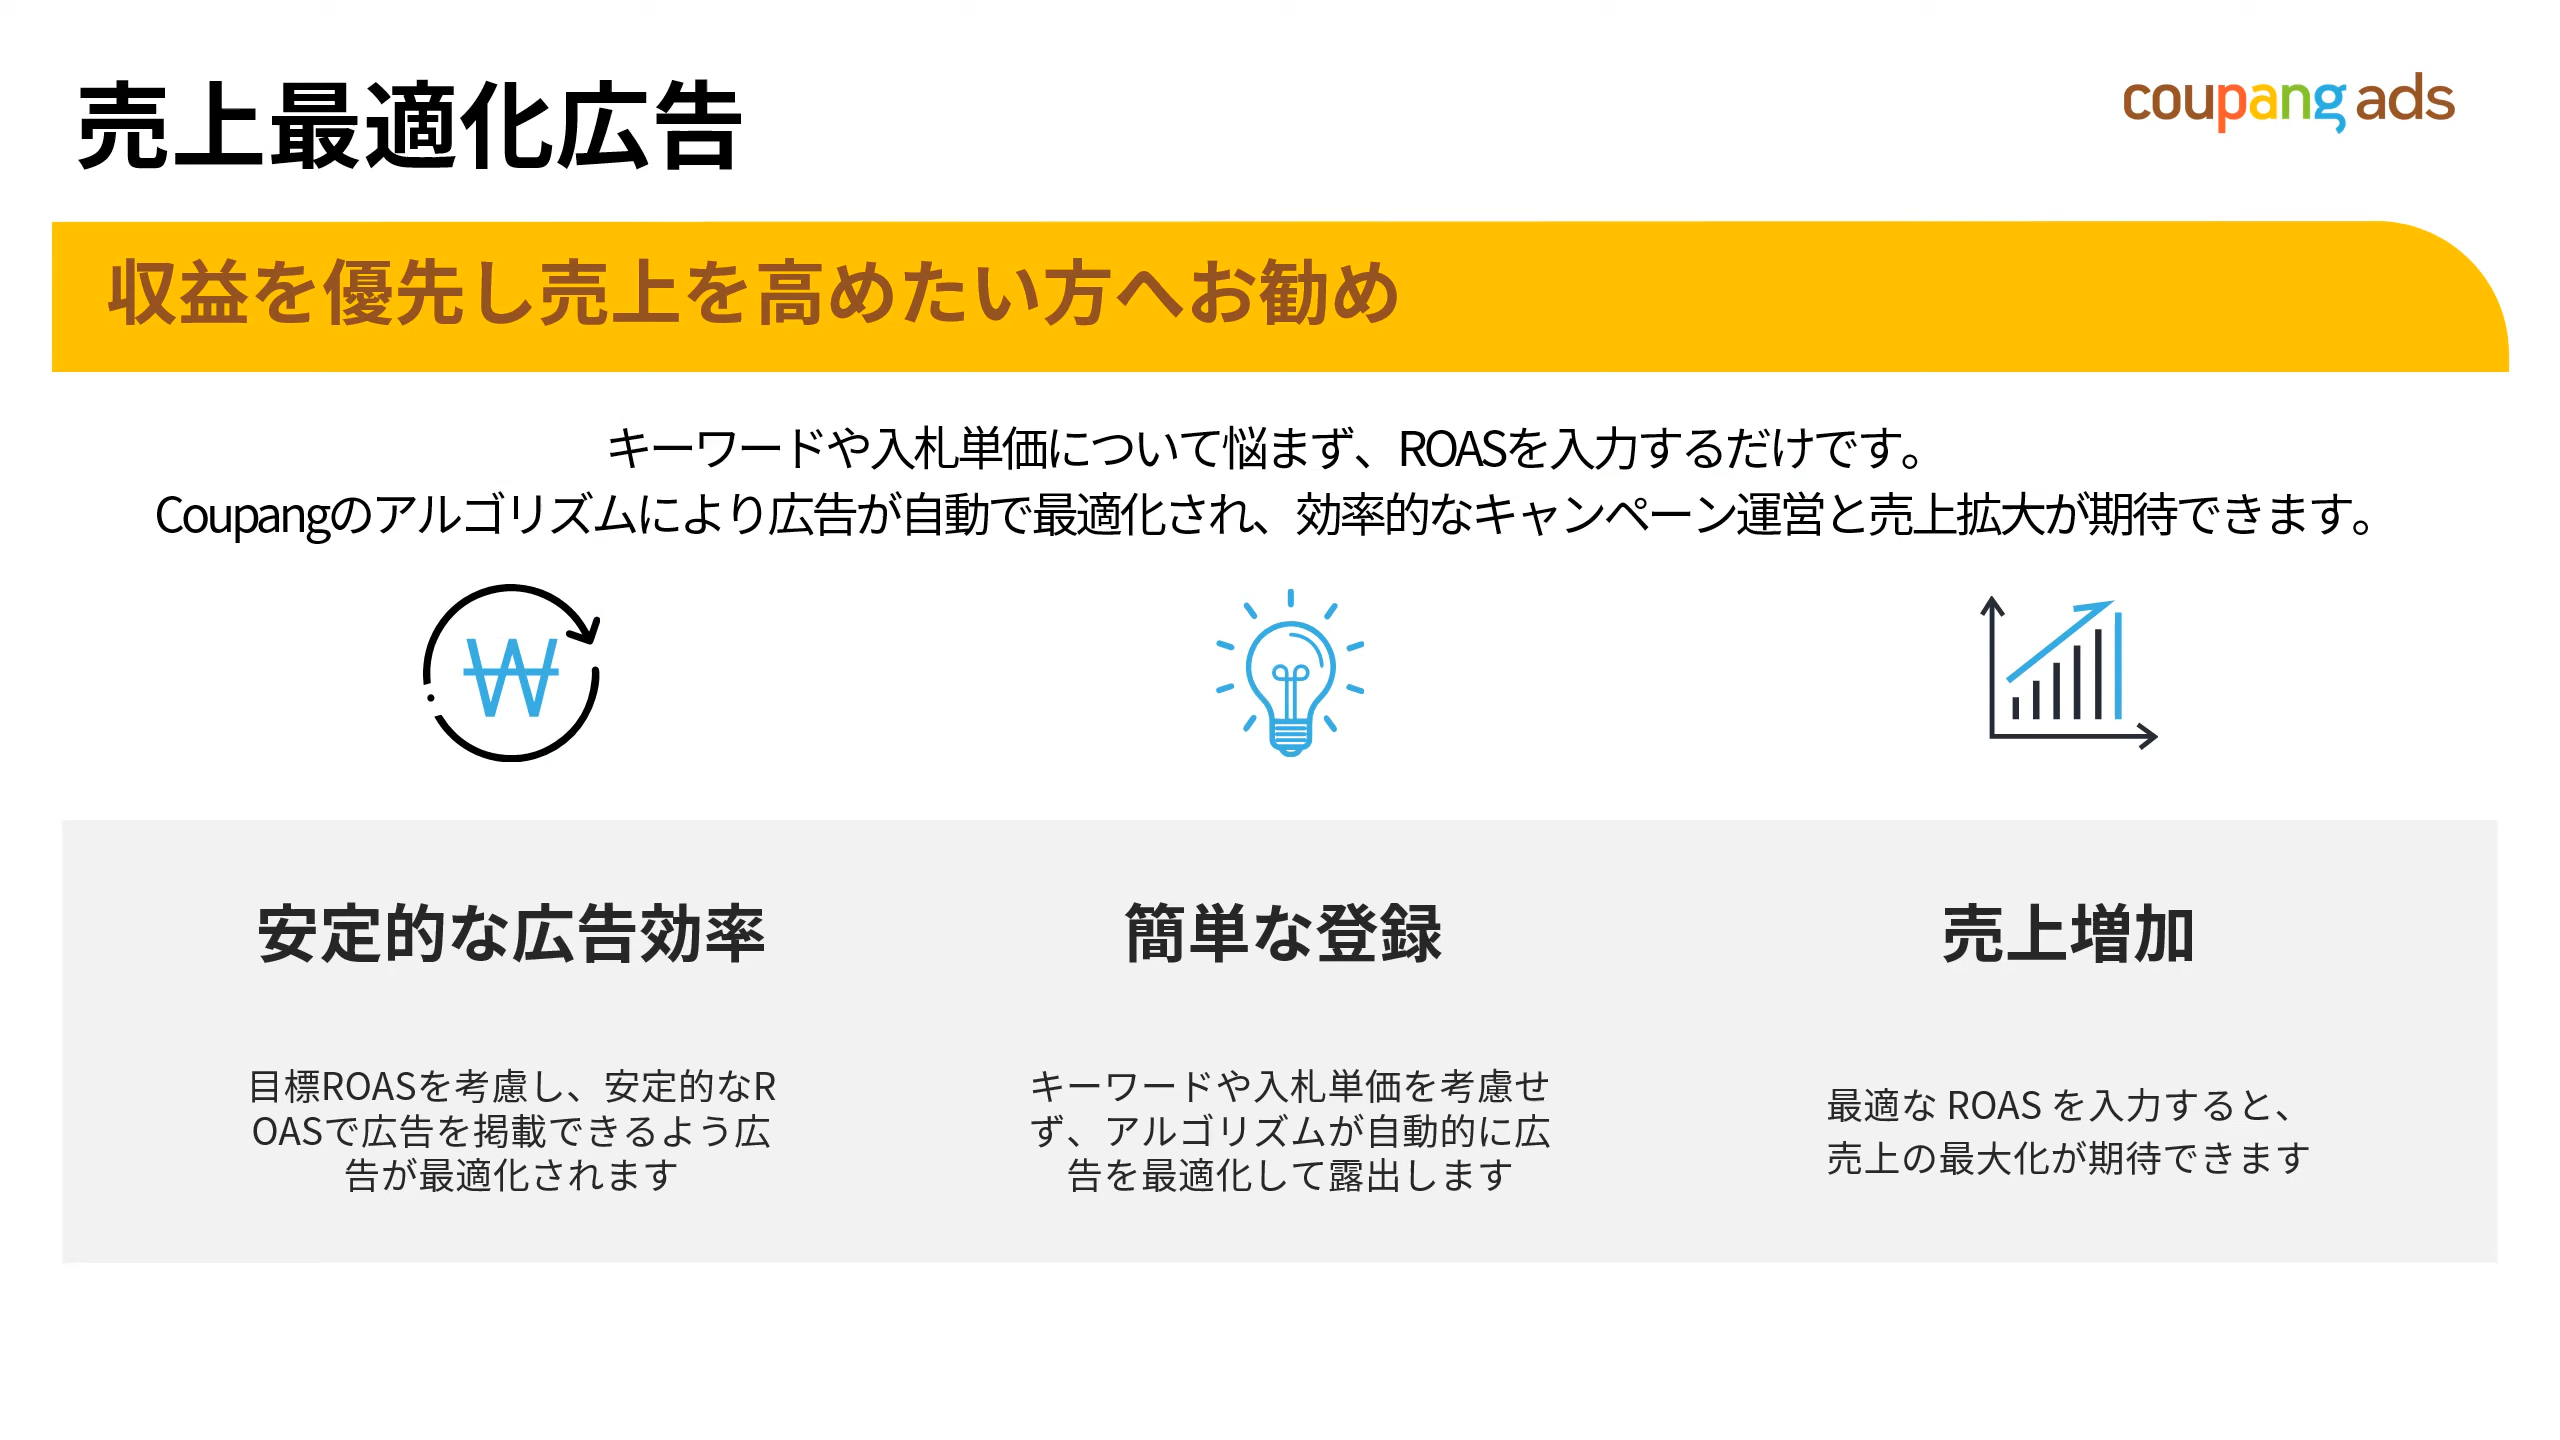 売上最適化広告
coupang ads
収益を優先し売上を高めたい方へお勧め
キーワードや入札単価について悩まず、ROASを入力するだけです。
Coupangのアルゴリズムにより広告が自動で最適化され、効率的なキャンペーン運営と売上拡大が期待できます。
₩
安定的な広告効率
目標ROASを考慮し、安定的なR
OASで広告を掲載できるよう広
告が最適化されます
簡単な登録
キーワードや入札単価を考慮せ
ず、アルゴリズムが自動的に広
告を最適化して露出します
売上増加
最適な ROAS を入力すると、
売上の最大化が期待できます